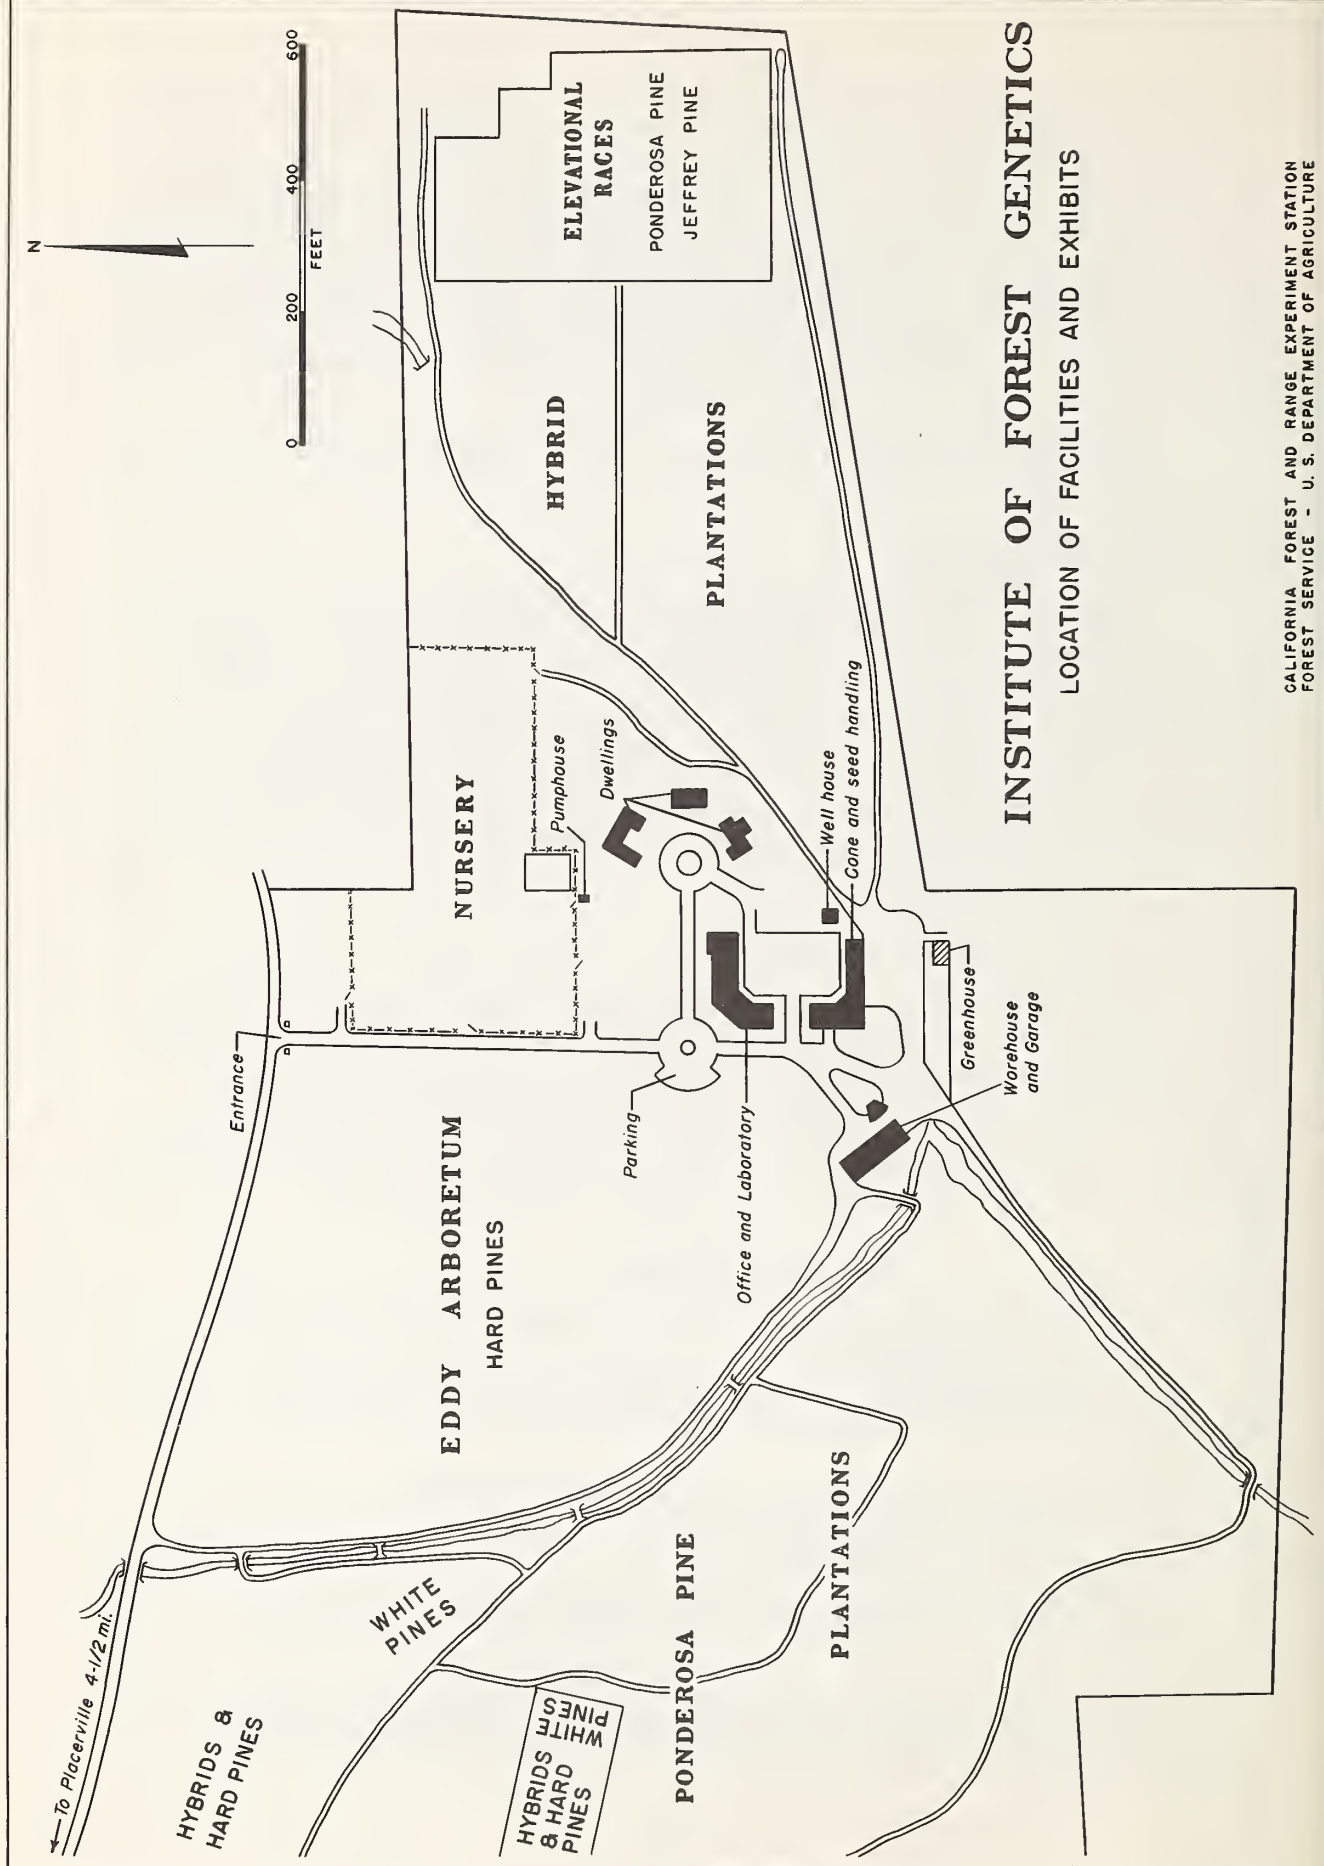 To Placerville 4-1/2 mi.
Entrance
N
0 200 400 600
FEET
HYBRIDS &
HARD PINES
WHITE
PINES
EDDY ARBORETUM
HARD PINES
NURSERY
Pumphouse
HYBRID
PLANTATIONS
ELEVATIONAL
RACES
PONDEROSA PINE
JEFFREY PINE
HYBRIDS
& HARD
PINES
WHITE
PINES
Parking
Dwellings
PONDEROSA PINE
PLANTATIONS
Office and Laboratory
Well house
Cone and seed handling
Greenhouse
Worehouse
and Garage
INSTITUTE OF FOREST GENETICS
LOCATION OF FACILITIES AND EXHIBITS
CALIFORNIA FOREST AND RANGE EXPERIMENT STATION
FOREST SERVICE - U. S. DEPARTMENT OF AGRICULTURE